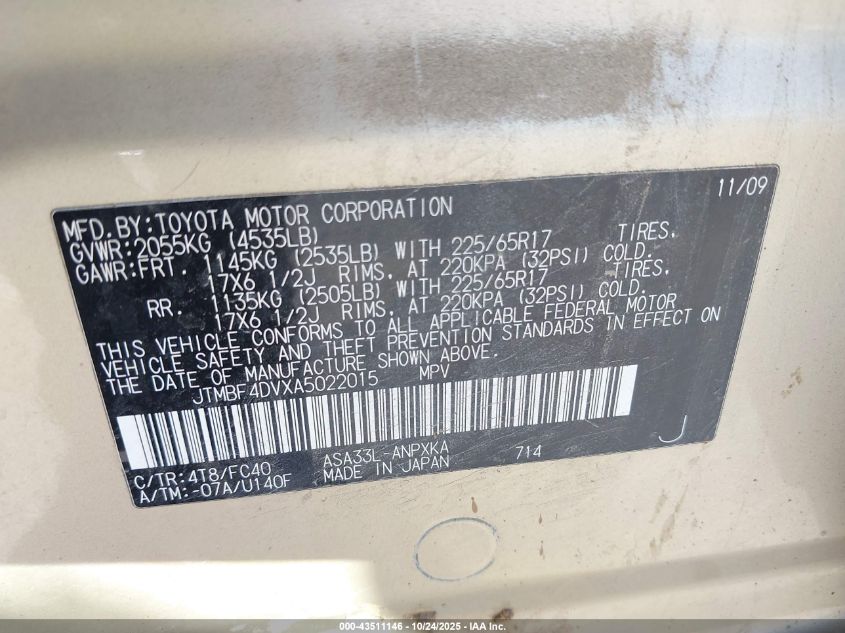 11/09
MFD. BY: TOYOTA MOTOR CORPORATION
GVWR: 2055KG (4535LB)
GAWR: FRT. 1145KG (2535LB) WITH 225/65R17 TIRES,
17X6 1/2J RIMS, AT 220KPA (32PSI) COLD.
RR. 1135KG (2505LB) WITH 225/65R17 TIRES,
17X6 1/2J RIMS, AT 220KPA (32PSI) COLD.
THIS VEHICLE CONFORMS TO ALL APPLICABLE FEDERAL MOTOR
VEHICLE SAFETY AND THEFT PREVENTION STANDARDS IN EFFECT ON
THE DATE OF MANUFACTURE SHOWN ABOVE.
JTMBF4DVXA5022015 MPV
J
C/TR: 4T8/FC40 ASA33L-ANPXKA 714
A/TM: -07A/U140F MADE IN JAPAN
000-43511146 - 10/24/2025 - IAA Inc.